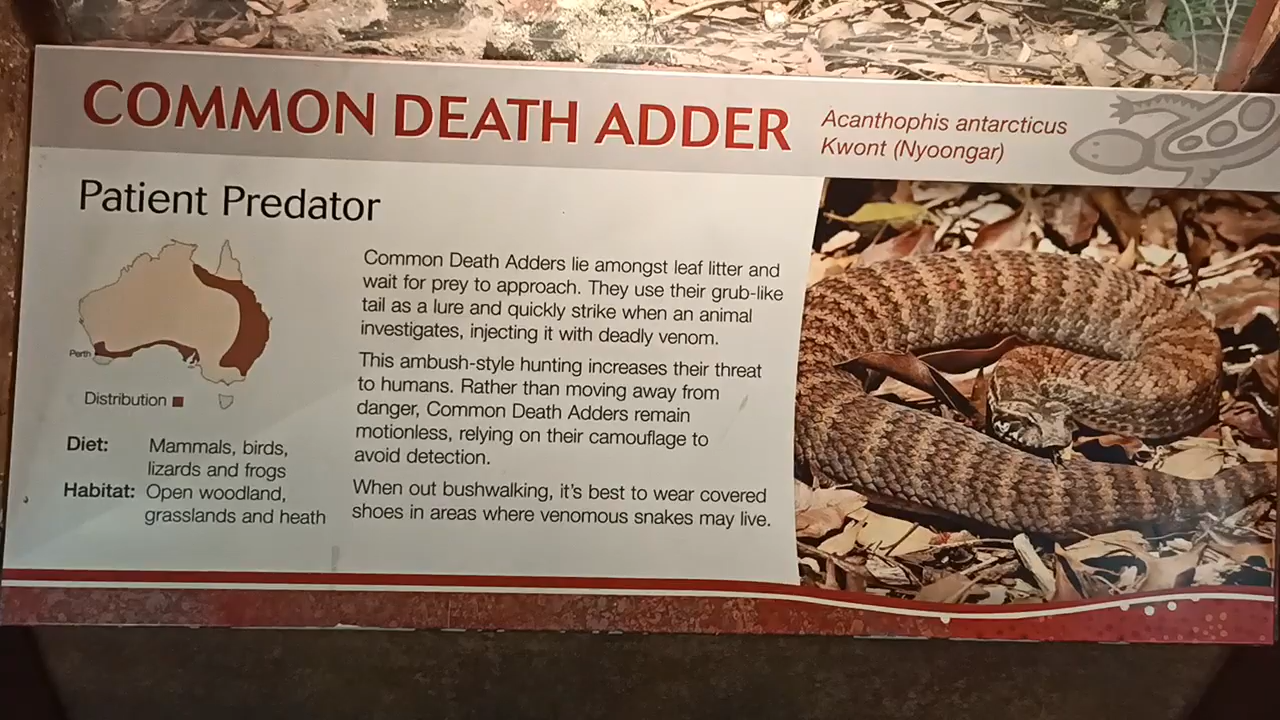 COMMON DEATH ADDER
Acanthophis antarcticus
Kwont (Nyoongar)
Patient Predator
Perth
Distribution
Diet: Mammals, birds,
lizards and frogs
Habitat: Open woodland,
grasslands and heath
Common Death Adders lie amongst leaf litter and
wait for prey to approach. They use their grub-like
tail as a lure and quickly strike when an animal
investigates, injecting it with deadly venom.
This ambush-style hunting increases their threat
to humans. Rather than moving away from
danger, Common Death Adders remain
motionless, relying on their camouflage to
avoid detection.
When out bushwalking, it's best to wear covered
shoes in areas where venomous snakes may live.